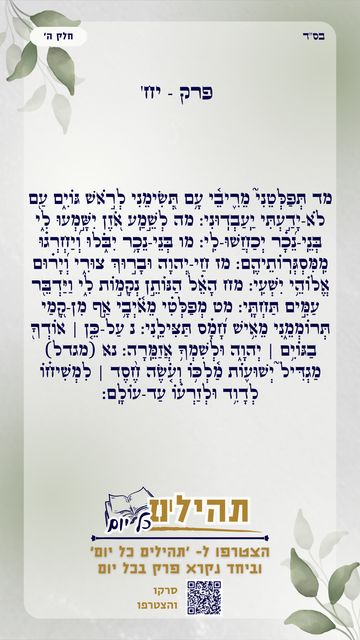 בס״ד
חלק ה׳
פרק - יח׳
מד תְּפַלְּטֵנִי מֵרִיבֵי עָם תְּשִׂימֵנִי לְרֹאשׁ גּוֹיִם עַם
לֹא-יָדַעְתִּי יַעַבְדוּנִי: מה לְשֵׁמַע אֹזֶן יִשָּׁמְעוּ לִי
בְּנֵי-נֵכָר יְכַחֲשׁוּ-לִי: מו בְּנֵי-נֵכָר יִבֹּלוּ וְיַחְרְגוּ
מִמִּסְגְּרוֹתֵיהֶם: מז חַי-יְהוָה וּבָרוּךְ צוּרִי וְיָרוּם
אֱלוֹהֵי יִשְׁעִי: מח הָאֵל הַנּוֹתֵן נְקָמוֹת לִי וַיַּדְבֵּר
עַמִּים תַּחְתָּי: מט מְפַלְּטִי מֵאֹיְבָי אַף מִן-קָמַי
תְּרוֹמְמֵנִי מֵאִישׁ חָמָס תַּצִּילֵנִי: נ עַל-כֵּן | אוֹדְךָ
בַגּוֹיִם | יְהוָה וּלְשִׁמְךָ אֲזַמֵּרָה: נא (מגדל)
מַגְדִּיל יְשׁוּעוֹת מַלְכּוֹ וְעֹשֶׂה חֶסֶד | לִמְשִׁיחוֹ
לְדָוִד וּלְזַרְעוֹ עַד-עוֹלָם:
תהילים
כל יום
הצטרפו ל- 'תהילים כל יום'
וביחד נקרא פרק בכל יום
סרקו
והצטרפו